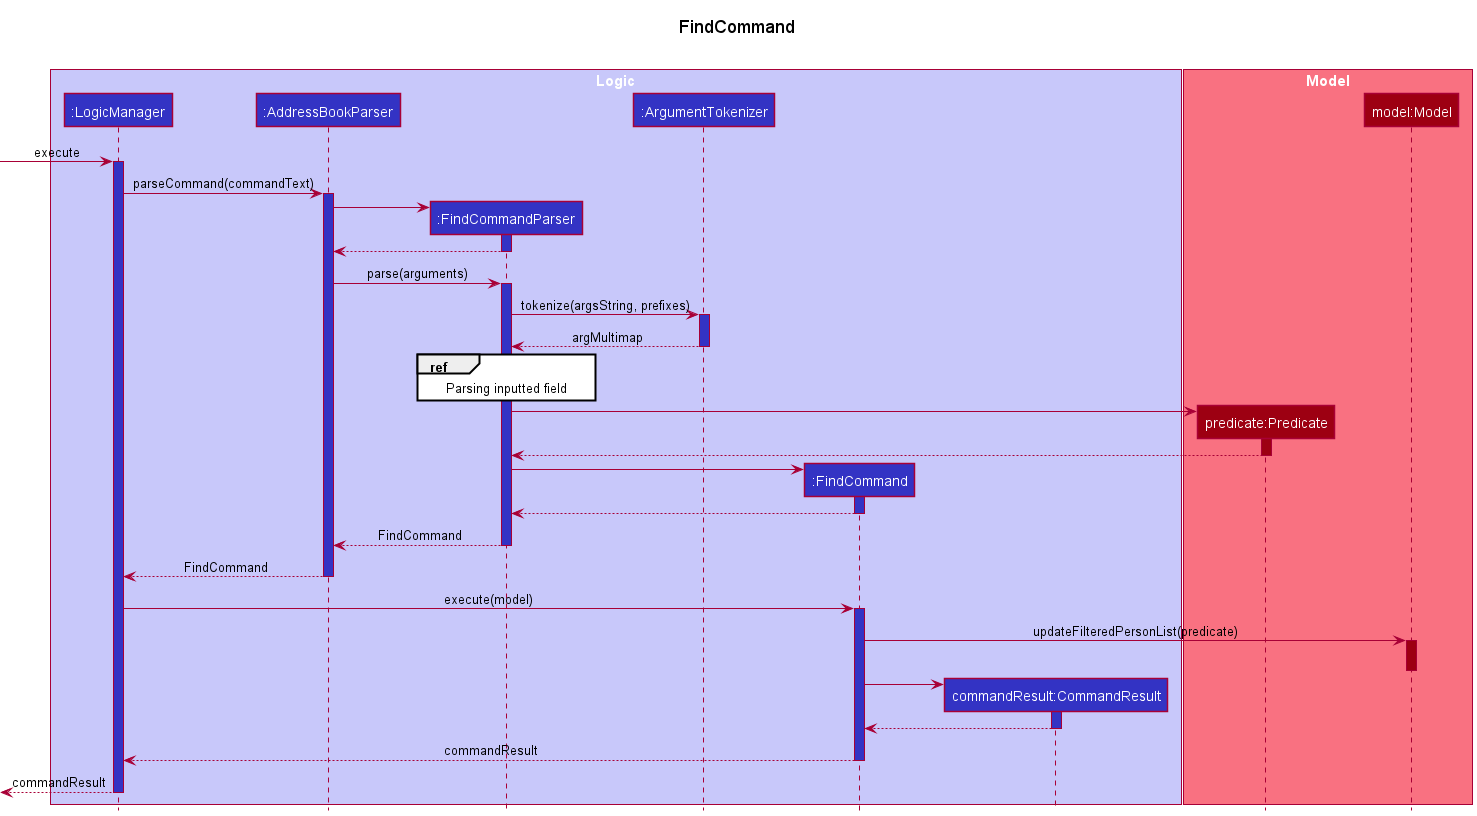 FindCommand
Logic
Model
:LogicManager
:AddressBookParser
:ArgumentTokenizer
model:Model
execute
parseCommand(commandText)
:FindCommandParser
parse(arguments)
tokenize(argsString, prefixes)
argMultimap
ref
Parsing inputted field
predicate:Predicate
:FindCommand
FindCommand
FindCommand
execute(model)
updateFilteredPersonList(predicate)
commandResult:CommandResult
commandResult
commandResult